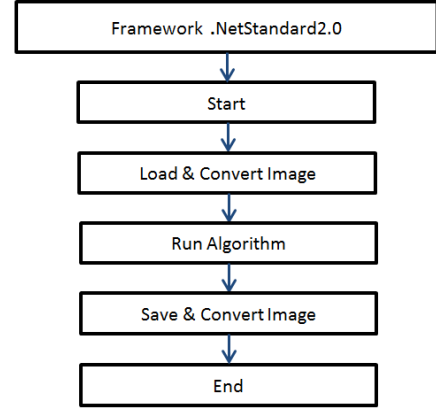 Framework .NetStandard2.0
Start
Load & Convert Image
Run Algorithm
Save & Convert Image
End